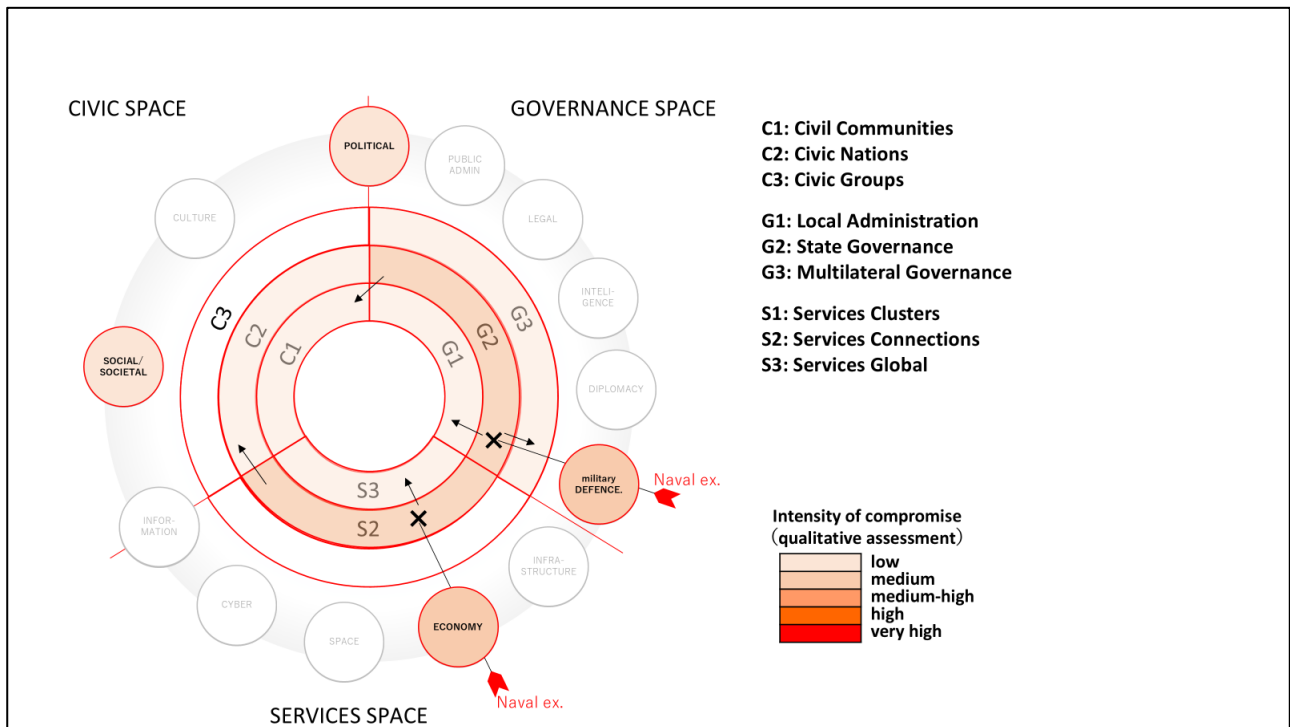 CIVIC SPACE
GOVERNANCE SPACE
POLITICAL
PUBLIC
ADMIN
CULTURE
LEGAL
INTELI-
GENCE
DIPLOMACY
SOCIAL/
SOCIETAL
military
DEFENCE.
Naval ex.
INFOR-
MATION
INFRA-
STRUCTURE
CYBER
SPACE
ECONOMY
Naval ex.
SERVICES SPACE
C3
C2
C1
G1
G2
G3
S3
S2
C1: Civil Communities
C2: Civic Nations
C3: Civic Groups
G1: Local Administration
G2: State Governance
G3: Multilateral Governance
S1: Services Clusters
S2: Services Connections
S3: Services Global
Intensity of compromise
(qualitative assessment)
low
medium
medium-high
high
very high